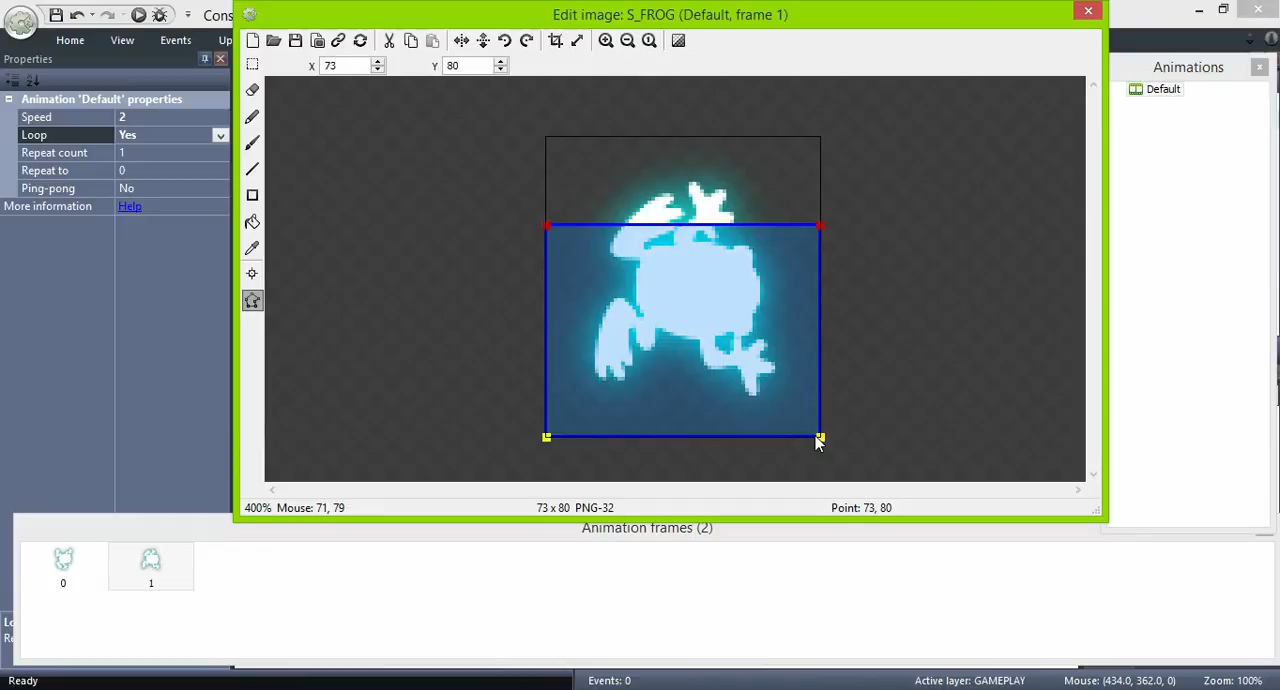 Edit image: S_FROG (Default, frame 1)
Cons
Home View Events Up
Properties
Animation 'Default' properties
Speed 2
Loop Yes
Repeat count 1
Repeat to 0
Ping-pong No
More information Help
X 73 Y 80
Animations
Default
400% Mouse: 71, 79 73 x 80 PNG-32 Point: 73, 80
Animation frames (2)
0 1
Lo
Re
Ready Events: 0 Active layer: GAMEPLAY Mouse: (434.0, 362.0, 0) Zoom: 100%